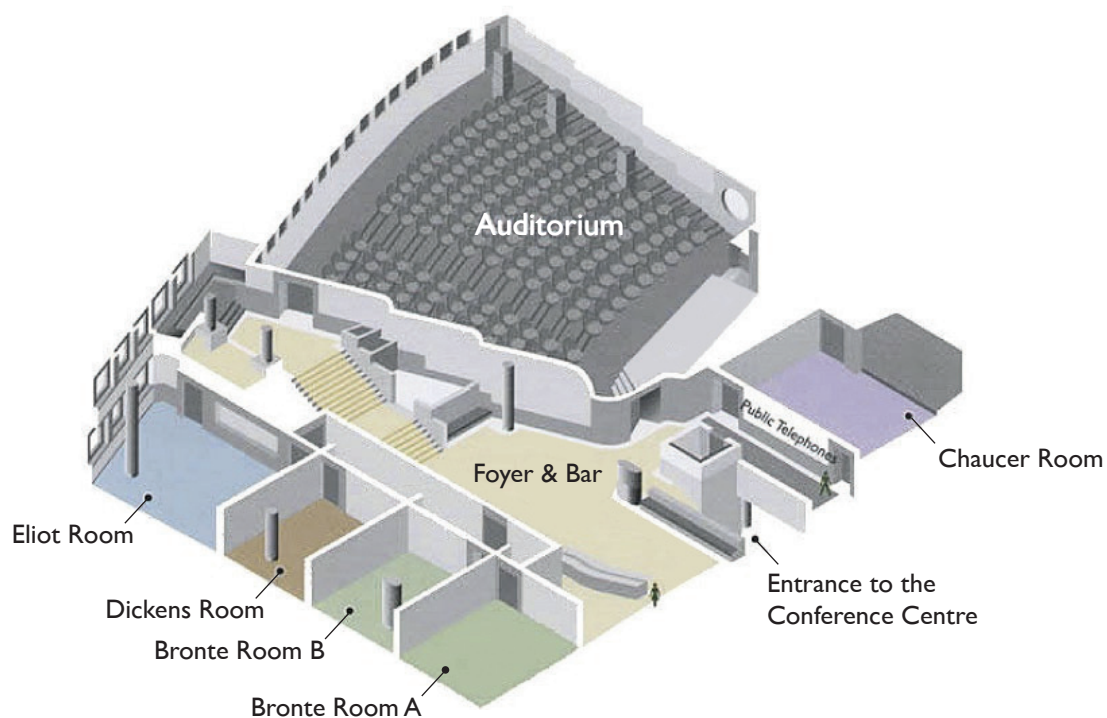 Auditorium
Public Telephones
Foyer & Bar
Chaucer Room
Eliot Room
Entrance to the
Conference Centre
Dickens Room
Bronte Room B
Bronte Room A